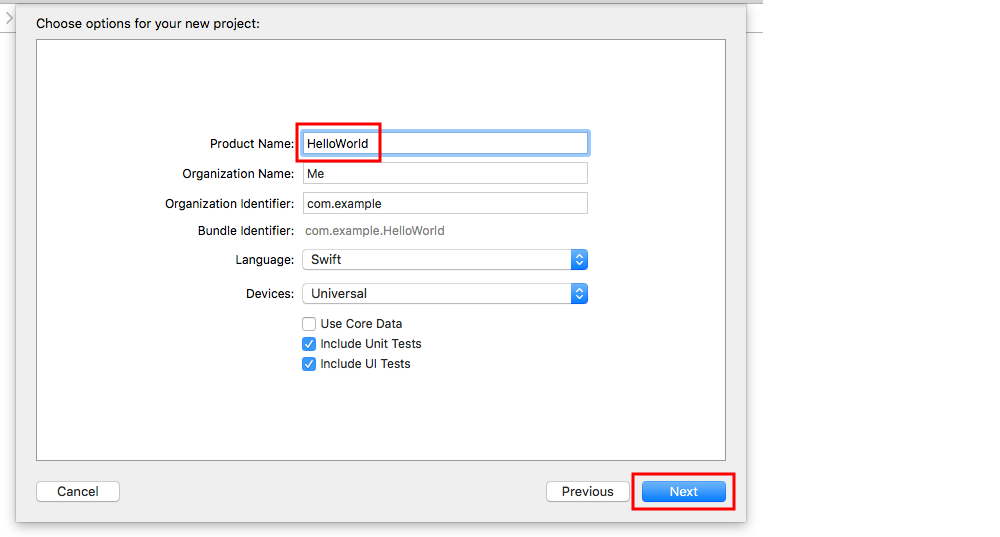 Choose options for your new project:
Product Name: HelloWorld
Organization Name: Me
Organization Identifier: com.example
Bundle Identifier: com.example.HelloWorld
Language: Swift
Devices: Universal
Use Core Data
Include Unit Tests
Include UI Tests
Cancel Previous Next